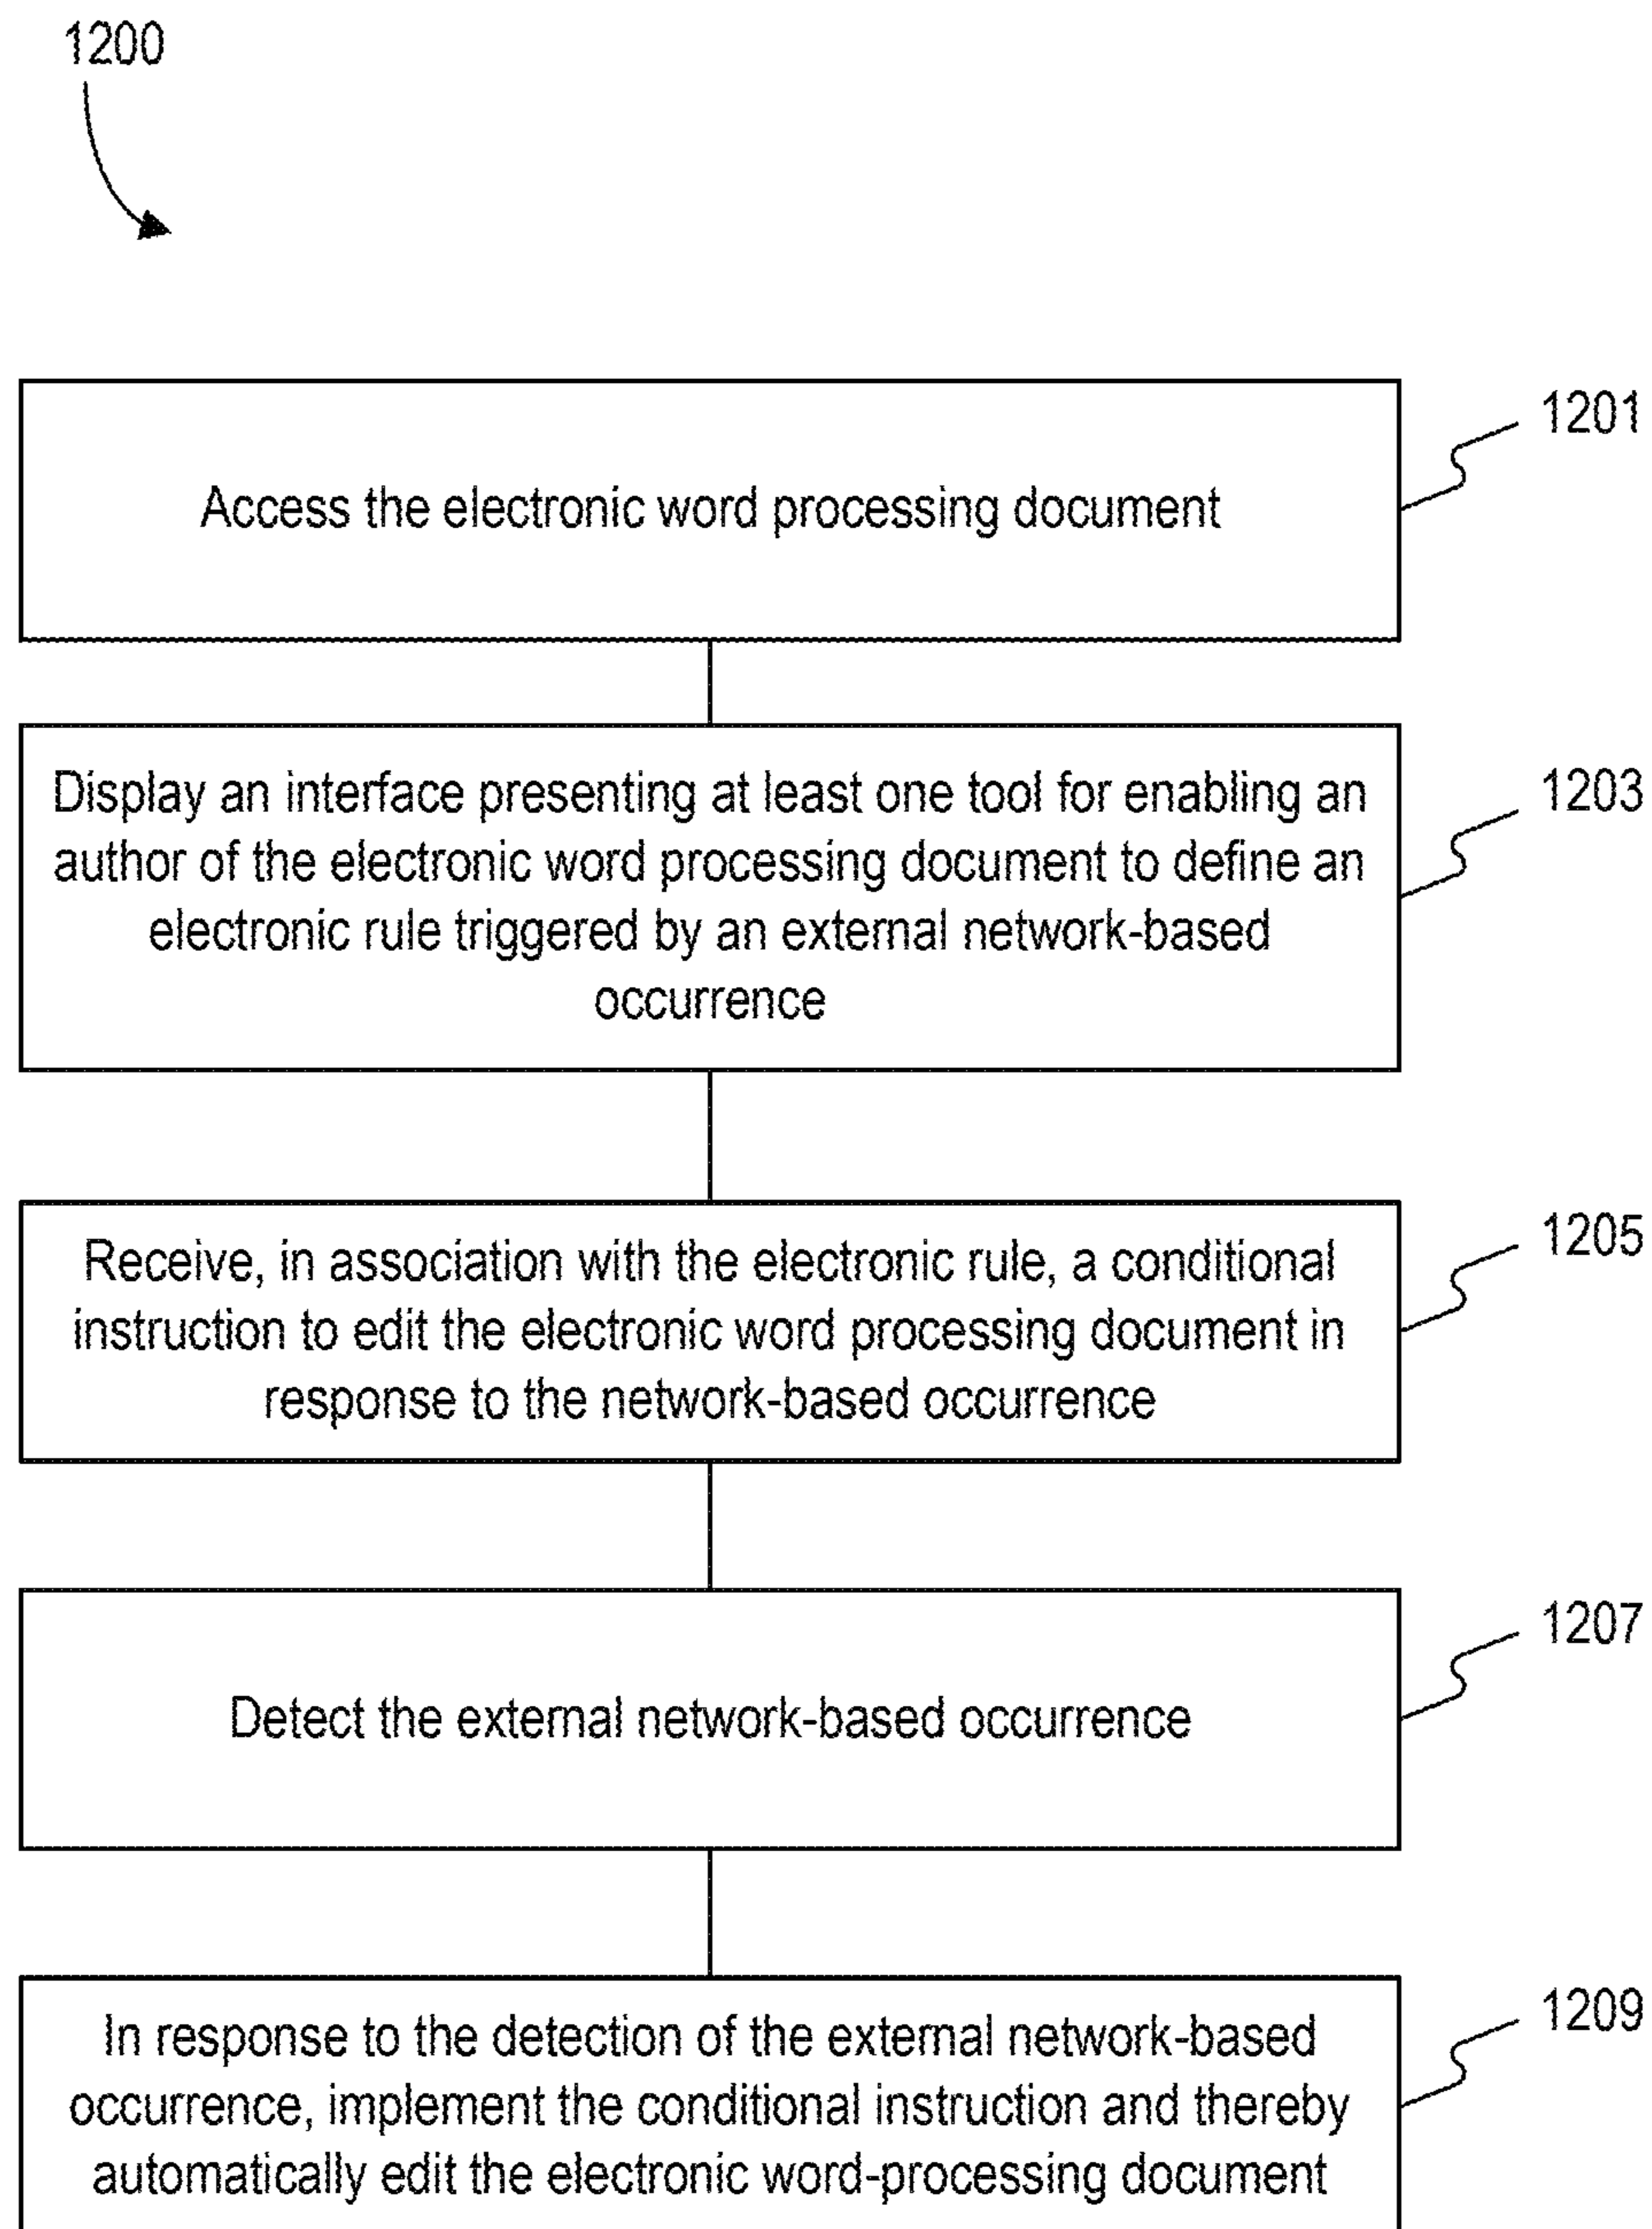 1200
1201
Access the electronic word processing document
1203
Display an interface presenting at least one tool for enabling an
author of the electronic word processing document to define an
electronic rule triggered by an external network-based
occurrence
1205
Receive, in association with the electronic rule, a conditional
instruction to edit the electronic word processing document in
response to the network-based occurrence
1207
Detect the external network-based occurrence
1209
In response to the detection of the external network-based
occurrence, implement the conditional instruction and thereby
automatically edit the electronic word-processing document